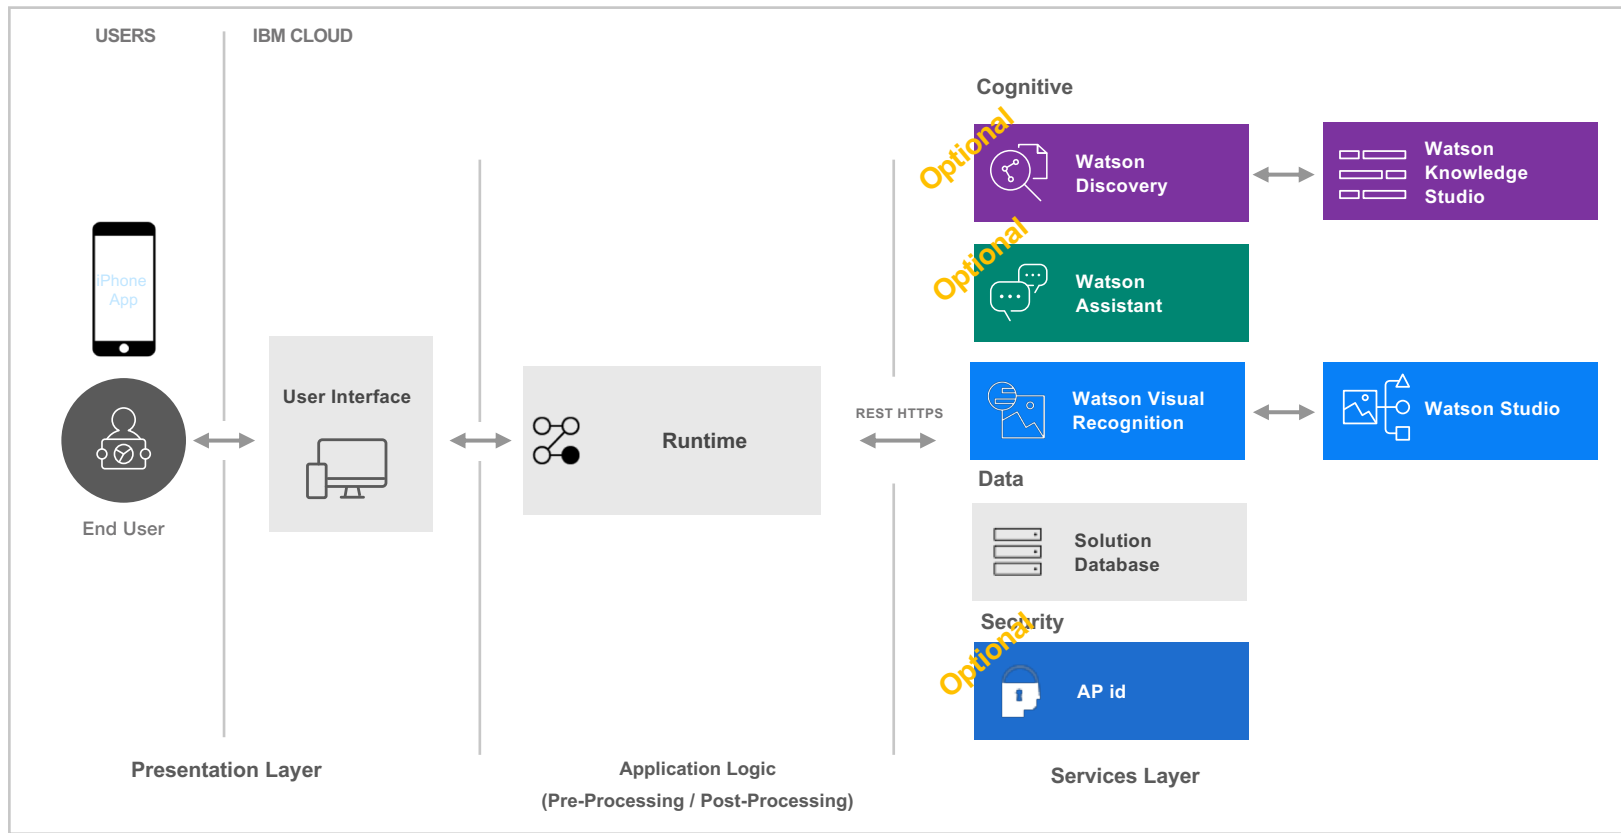 USERS
IBM CLOUD
iPhone
App
End User
User Interface
Presentation Layer
Runtime
Application Logic
(Pre-Processing / Post-Processing)
REST HTTPS
Cognitive
Optional
Watson
Discovery
Watson
Knowledge
Studio
Optional
Watson
Assistant
Watson Visual
Recognition
Watson Studio
Data
Solution
Database
Security
Optional
AP id
Services Layer